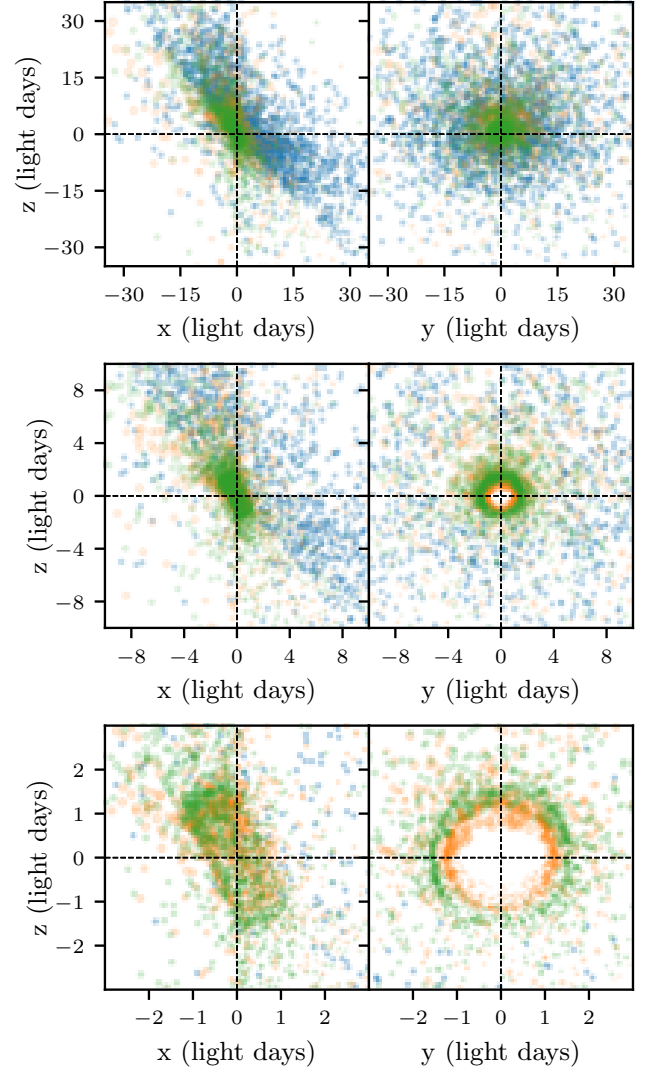 30
15
0
−15
−30
z (light days)
−30 −15 0 15 30 −30 −15 0 15 30
x (light days) y (light days)
8
4
0
−4
−8
z (light days)
−8 −4 0 4 8 −8 −4 0 4 8
x (light days) y (light days)
2
1
0
−1
−2
z (light days)
−2 −1 0 1 2 −2 −1 0 1 2
x (light days) y (light days)